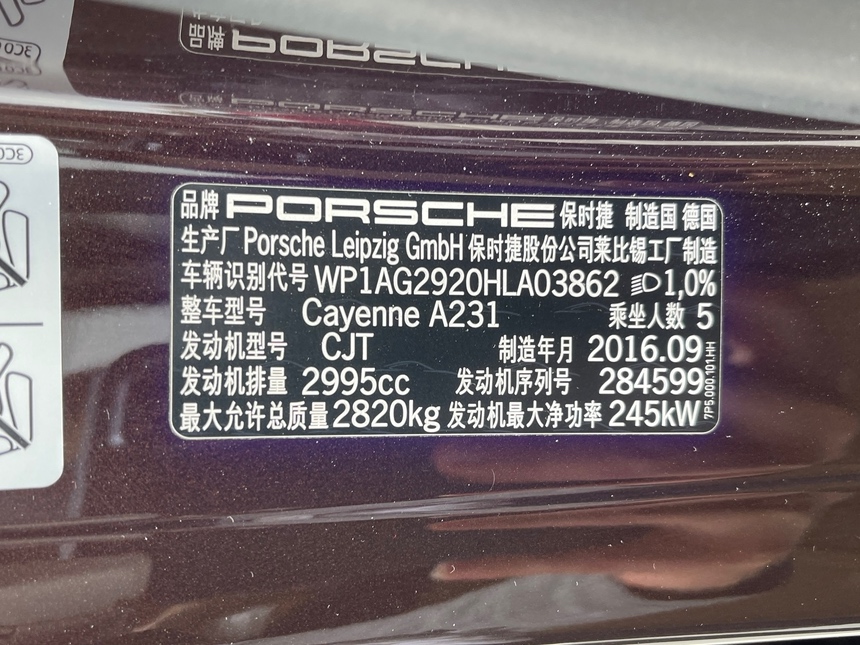 品牌 PORSCHE 保时捷 制造国 德国
生产厂 Porsche Leipzig GmbH 保时捷股份公司莱比锡工厂制造
车辆识别代号 WP1AG2920HLA03862 1,0%
整车型号 Cayenne A231 乘坐人数 5
发动机型号 CJT 制造年月 2016.09
发动机排量 2995cc 发动机序列号 284599
最大允许总质量 2820kg 发动机最大净功率 245kW
7P5.000.101.HH